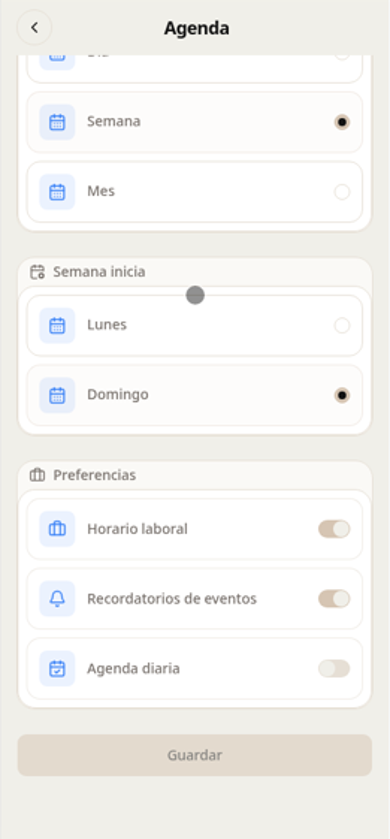 Agenda
Semana
Mes
Semana inicia
Lunes
Domingo
Preferencias
Horario laboral
Recordatorios de eventos
Agenda diaria
Guardar